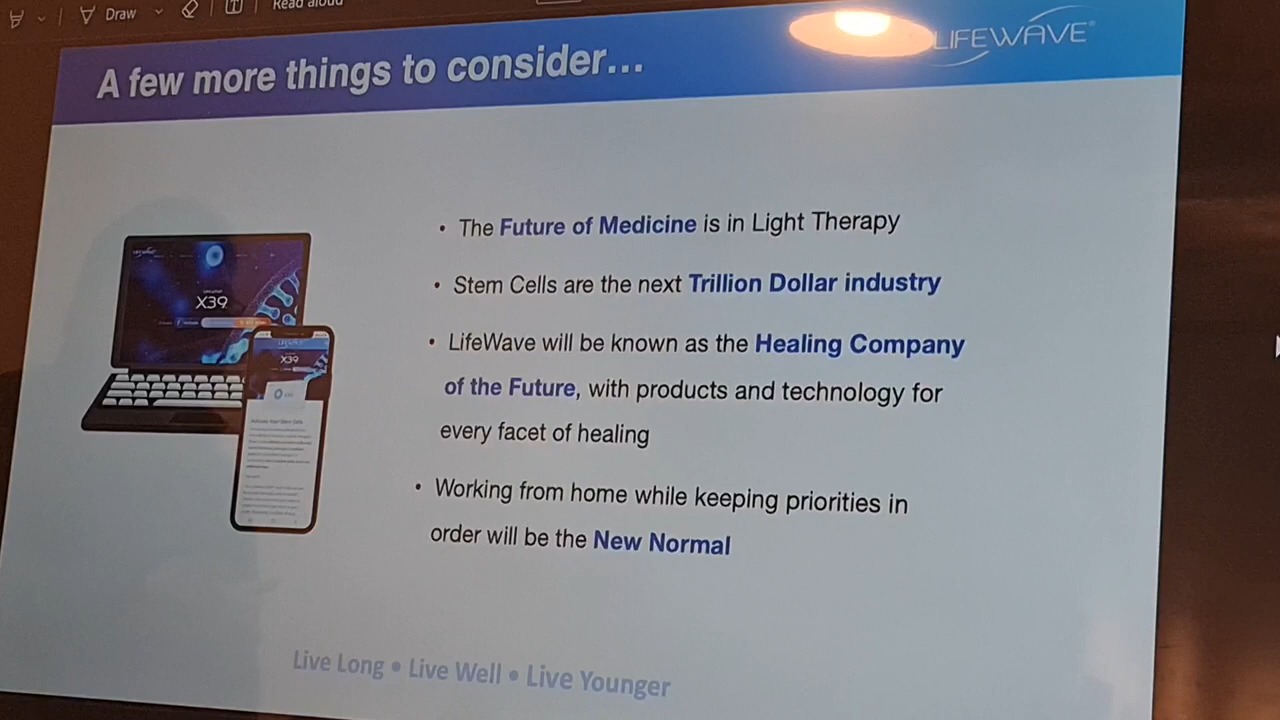 Draw
Read aloud
A few more things to consider...
LIFEWAVE®
• The Future of Medicine is in Light Therapy
• Stem Cells are the next Trillion Dollar industry
• LifeWave will be known as the Healing Company
of the Future, with products and technology for
every facet of healing
• Working from home while keeping priorities in
order will be the New Normal
X39
X39
Live Long • Live Well • Live Younger